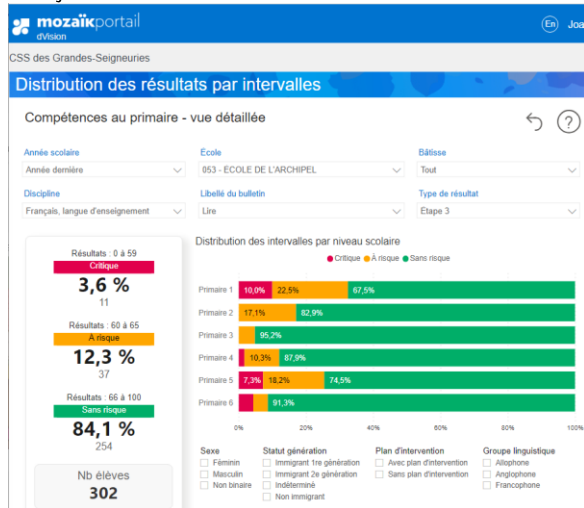 mozaïkportail
dVision
En Joa
CSS des Grandes-Seigneuries
Distribution des résultats par intervalles
Compétences au primaire - vue détaillée
?
Année scolaire École Bâtisse
Année dernière 053 - ECOLE DE L'ARCHIPEL Tout
Discipline Libellé du bulletin Type de résultat
Français, langue d'enseignement Lire Etape 3
Résultats : 0 à 59
Critique
3,6 %
11
Résultats : 60 à 65
A risque
12,3 %
37
Résultats : 66 à 100
Sans risque
84,1 %
254
Nb élèves
302
Distribution des intervalles par niveau scolaire
Critique À risque Sans risque
Primaire 1 10,0% 22,5% 67,5%
Primaire 2 17,1% 82,9%
Primaire 3 95,2%
Primaire 4 10,3% 87,9%
Primaire 5 7,3% 18,2% 74,5%
Primaire 6 91,3%
0% 20% 40% 60% 80% 100%
Sexe Statut génération Plan d'intervention Groupe linguistique
Féminin Immigrant 1re génération Avec plan d'intervention Allophone
Masculin Immigrant 2e génération Sans plan d'intervention Anglophone
Non binaire Indéterminé Francophone
Non immigrant